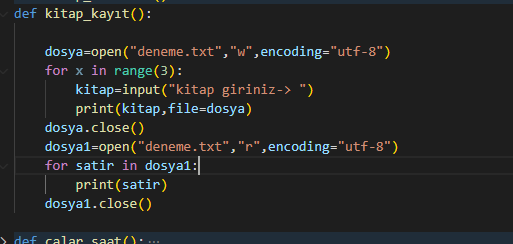 def kitap_kayıt():
    dosya=open("deneme.txt","w",encoding="utf-8")
    for x in range(3):
        kitap=input("kitap giriniz-> ")
        print(kitap,file=dosya)
    dosya.close()
    dosya1=open("deneme.txt","r",encoding="utf-8")
    for satir in dosya1:
        print(satir)
    dosya1.close()
def calar_saat():...